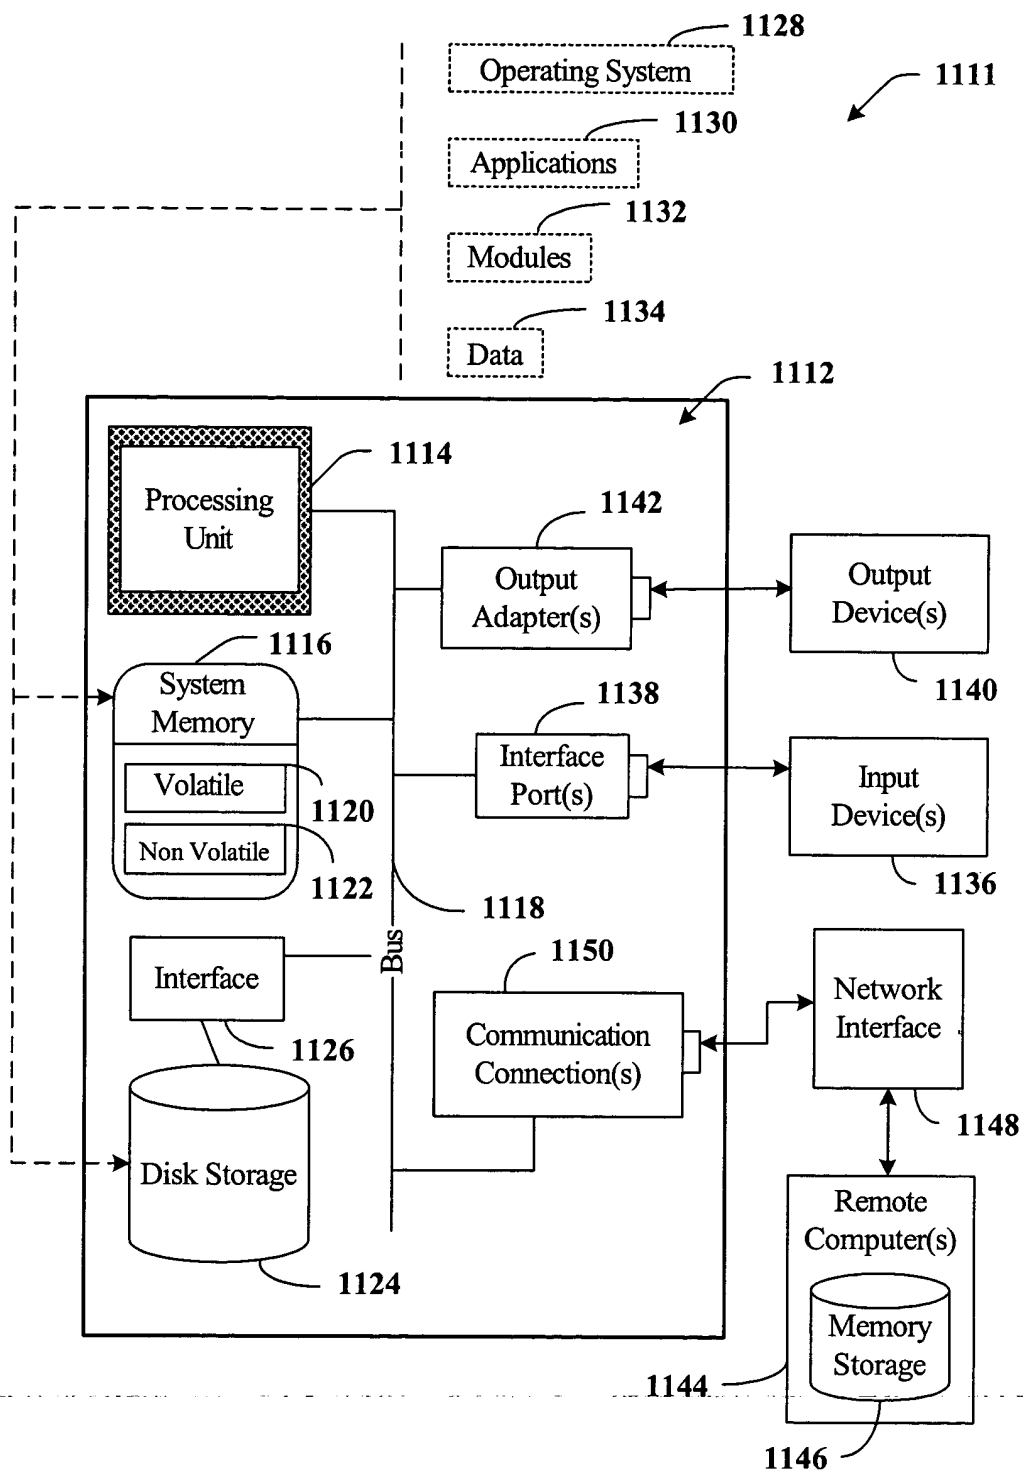 1128
Operating System
1111
1130
Applications
1132
Modules
1134
Data
1112
1114
Processing
Unit
1142
Output
Adapter(s)
Output
Device(s)
1140
1116
System
Memory
1138
Interface
Port(s)
Input
Device(s)
1136
Volatile
1120
Non Volatile
1122
1118
Bus
1150
Interface
1126
Communication
Connection(s)
Network
Interface
1148
Disk Storage
1124
Remote
Computer(s)
Memory
Storage
1144
1146